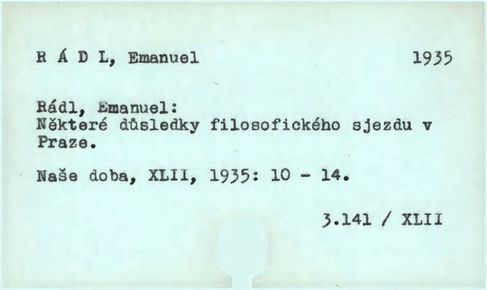 R Á D L, Emanuel 1935
Rádl, Emanuel:
Některé důsledky filosofického sjezdu v
Praze.
Naše doba, XLII, 1935: 10 - 14.
3.141 / XLII